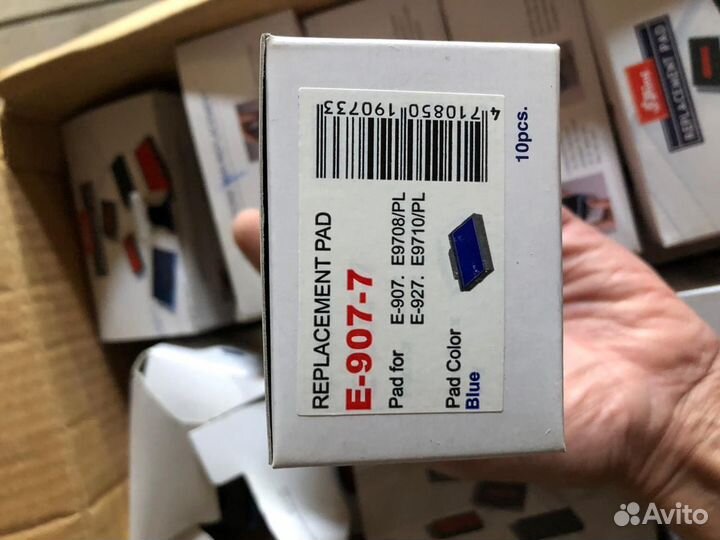 REPLACEMENT PAD
E-907-7
Pad for E-907. E9708/PL
E-927. E9710/PL
Pad Color
Blue
4 710850 190733
10pcs.
Shiny
REPLACEMENT PAD
Avito